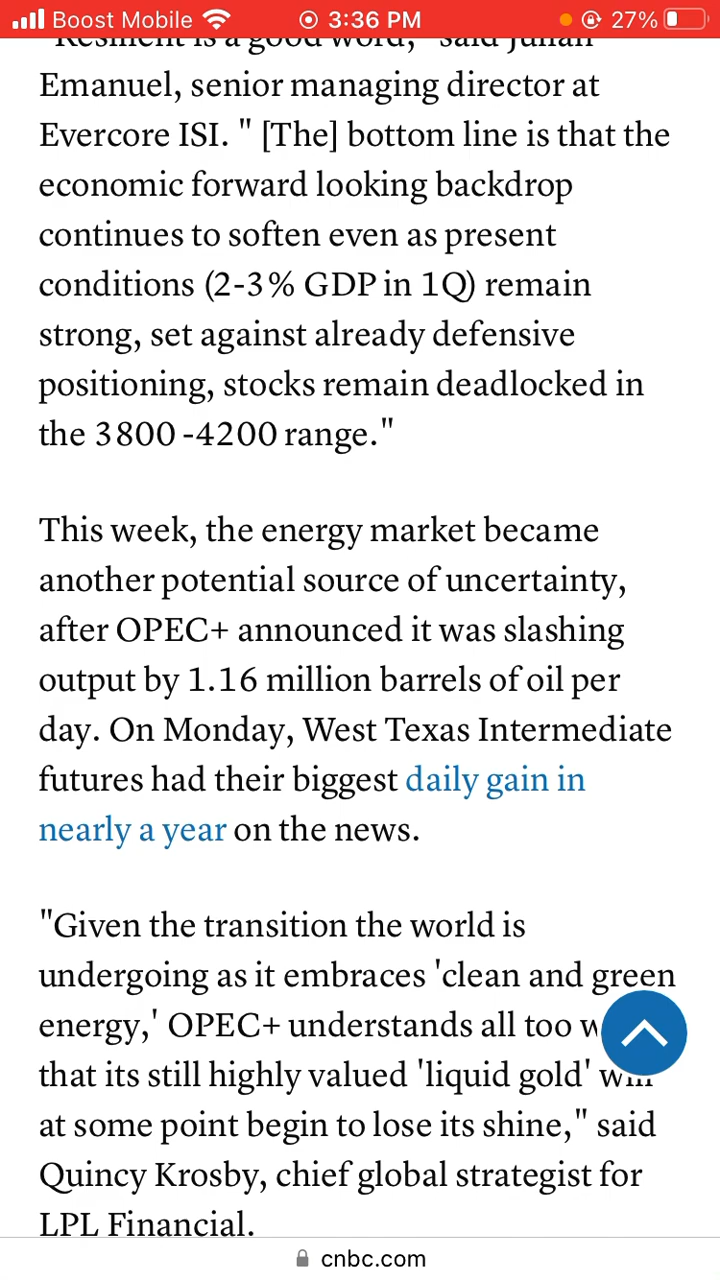 Boost Mobile 3:36 PM 27%
"Resilient is a good word," said Julian
Emanuel, senior managing director at
Evercore ISI. " [The] bottom line is that the
economic forward looking backdrop
continues to soften even as present
conditions (2-3% GDP in 1Q) remain
strong, set against already defensive
positioning, stocks remain deadlocked in
the 3800 -4200 range."
This week, the energy market became
another potential source of uncertainty,
after OPEC+ announced it was slashing
output by 1.16 million barrels of oil per
day. On Monday, West Texas Intermediate
futures had their biggest daily gain in
nearly a year on the news.
"Given the transition the world is
undergoing as it embraces 'clean and green
energy,' OPEC+ understands all too
that its still highly valued 'liquid gold' will
at some point begin to lose its shine," said
Quincy Krosby, chief global strategist for
LPL Financial.
cnbc.com